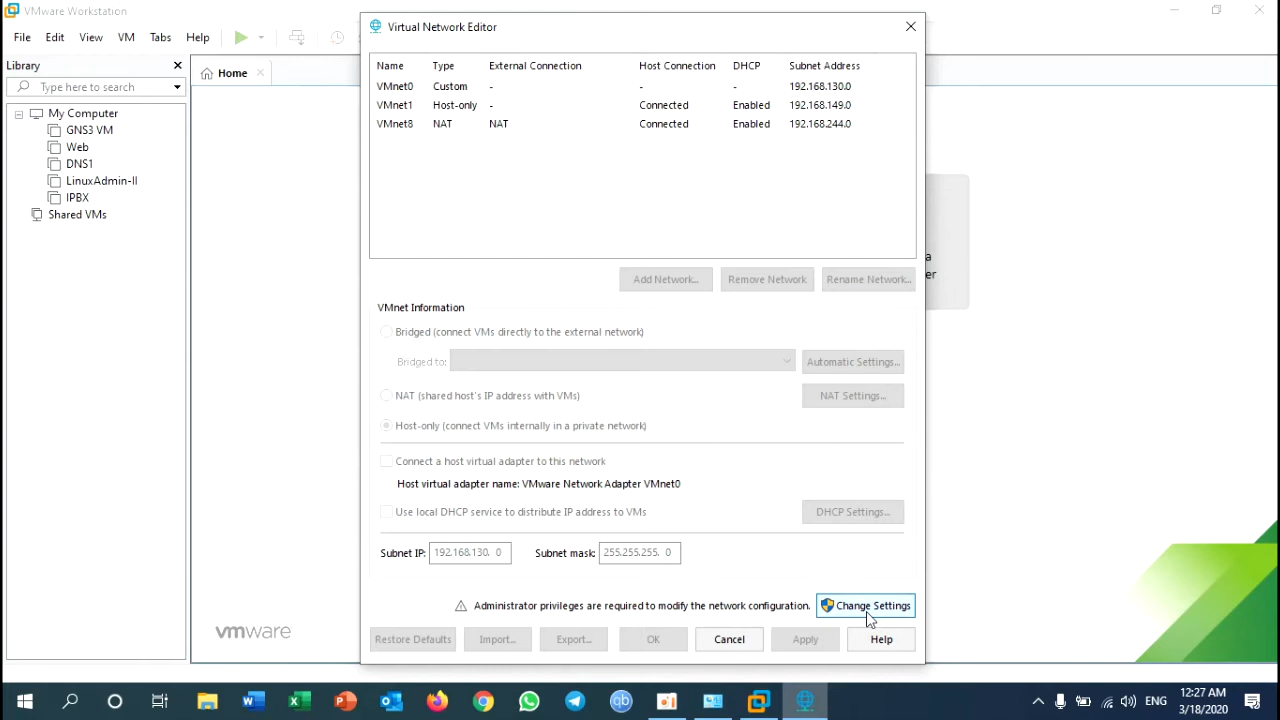 VMware Workstation
File Edit View VM Tabs Help
Library
Type here to search
My Computer
GNS3 VM
Web
DNS1
LinuxAdmin-II
IPBX
Shared VMs
Home
a
er
vmware
Virtual Network Editor
Name Type External Connection Host Connection DHCP Subnet Address
VMnet0 Custom - - - 192.168.130.0
VMnet1 Host-only - Connected Enabled 192.168.149.0
VMnet8 NAT NAT Connected Enabled 192.168.244.0
Add Network... Remove Network Rename Network...
VMnet Information
Bridged (connect VMs directly to the external network)
Bridged to: Automatic Settings...
NAT (shared host's IP address with VMs) NAT Settings...
Host-only (connect VMs internally in a private network)
Connect a host virtual adapter to this network
Host virtual adapter name: VMware Network Adapter VMnet0
Use local DHCP service to distribute IP address to VMs DHCP Settings...
Subnet IP: 192.168.130. 0 Subnet mask: 255.255.255. 0
Administrator privileges are required to modify the network configuration. Change Settings
Restore Defaults Import... Export... OK Cancel Apply Help
qb ENG 12:27 AM
3/18/2020